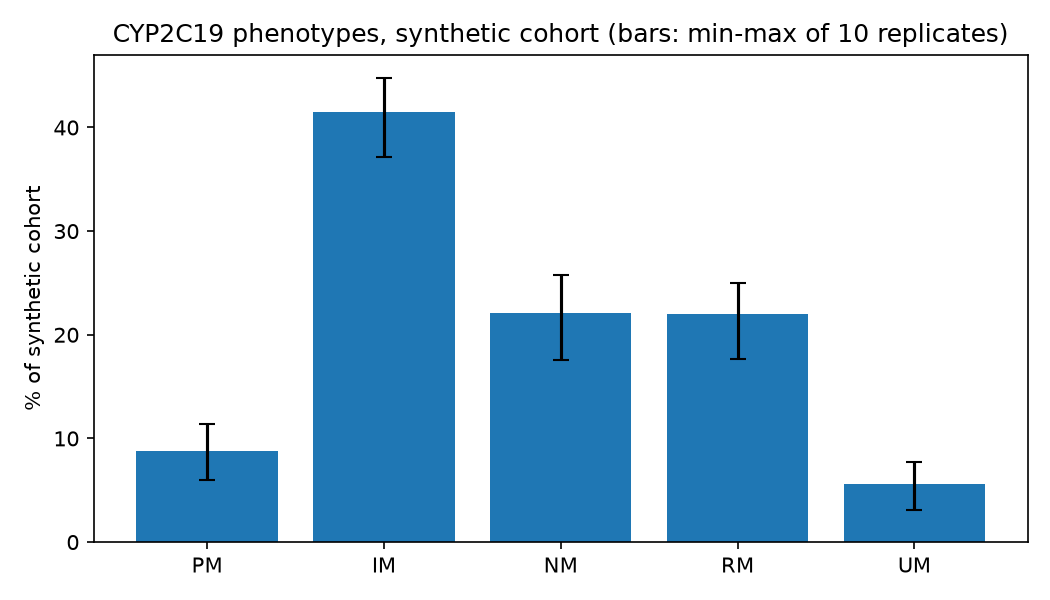 CYP2C19 phenotypes, synthetic cohort (bars: min-max of 10 replicates)
% of synthetic cohort
40
30
20
10
0
PM IM NM RM UM